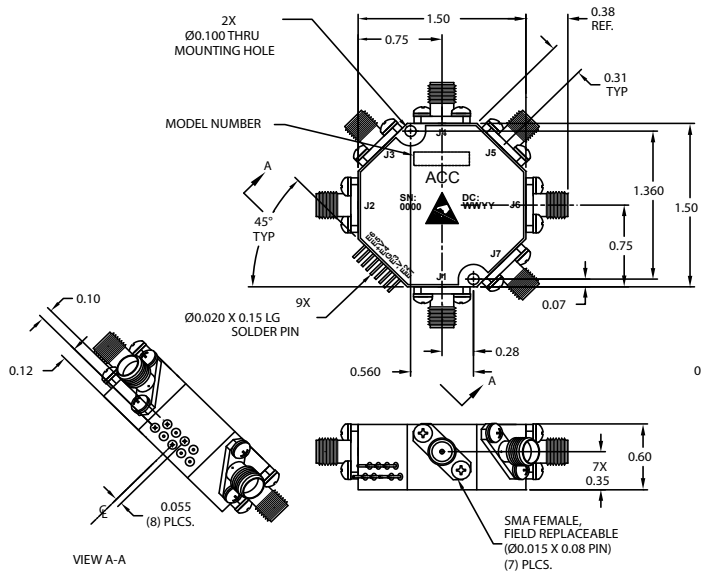 2X
Ø0.100 THRU
MOUNTING HOLE
1.50
0.75
0.38
REF.
0.31
TYP
MODEL NUMBER
J4
J3
J5
ACC
A
J2
SN:
0000
DC:
WWYY
J6
1.360
1.50
45°
TYP
0.75
J7
J1
9X
Ø0.020 X 0.15 LG
SOLDER PIN
0.07
0.10
0.28
0.560
A
0.12
0
0.60
7X
0.35
0.055
(8) PLCS.
SMA FEMALE,
FIELD REPLACEABLE
(Ø0.015 X 0.08 PIN)
(7) PLCS.
VIEW A-A